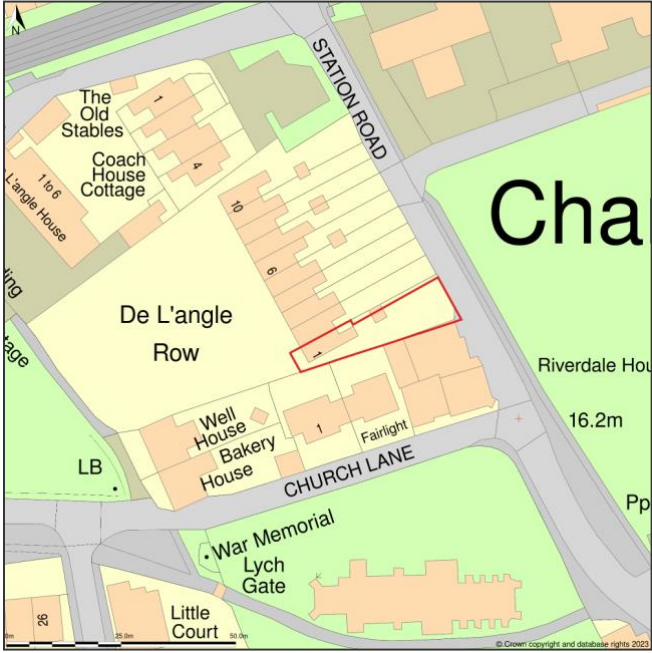 N
STATION ROAD
The
Old
Stables
1
Coach
House
Cottage
4
1 to 6
L'angle House
10
6
1
De L'angle
Row
Cha
Riverdale Hou
16.2m
Well
House
Bakery
House
1
Fairlight
LB
CHURCH LANE
War Memorial
Lych
Gate
Pp
26
Little
Court
0m
25.0m
50.0m
© Crown copyright and database rights 2023